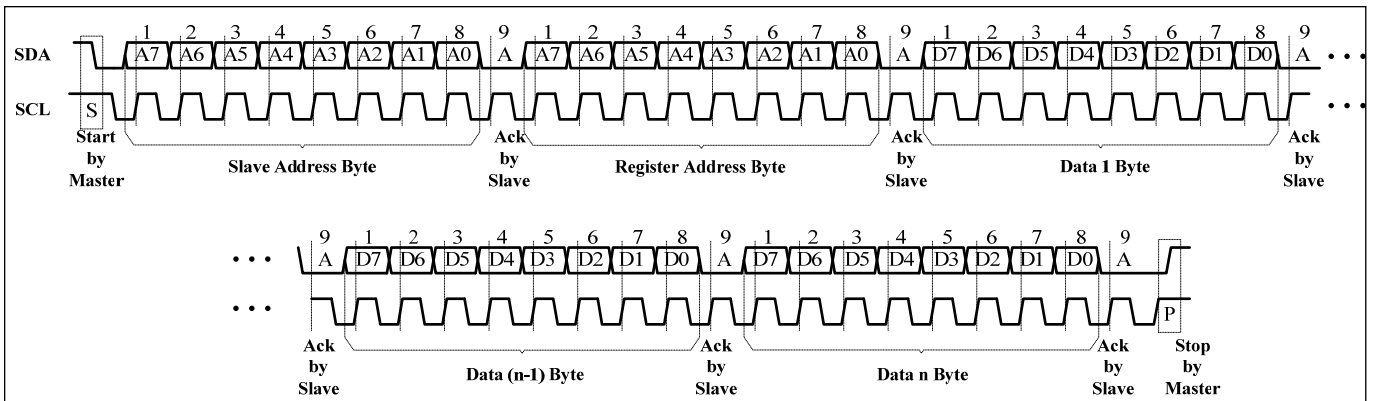 1 2 3 4 5 6 7 8 9 1 2 3 4 5 6 7 8 9 1 2 3 4 5 6 7 8 9
SDA A7 A6 A5 A4 A3 A2 A1 A0 A A7 A6 A5 A4 A3 A2 A1 A0 A D7 D6 D5 D4 D3 D2 D1 D0 A • • •
SCL S • • •
Start by Master
Slave Address Byte
Ack by Slave
Register Address Byte
Ack by Slave
Data 1 Byte
Ack by Slave
9 1 2 3 4 5 6 7 8 9 1 2 3 4 5 6 7 8 9
• • • A D7 D6 D5 D4 D3 D2 D1 D0 A D7 D6 D5 D4 D3 D2 D1 D0 A
• • • P
Ack by Slave
Data (n-1) Byte
Ack by Slave
Data n Byte
Ack by Slave
Stop by Master